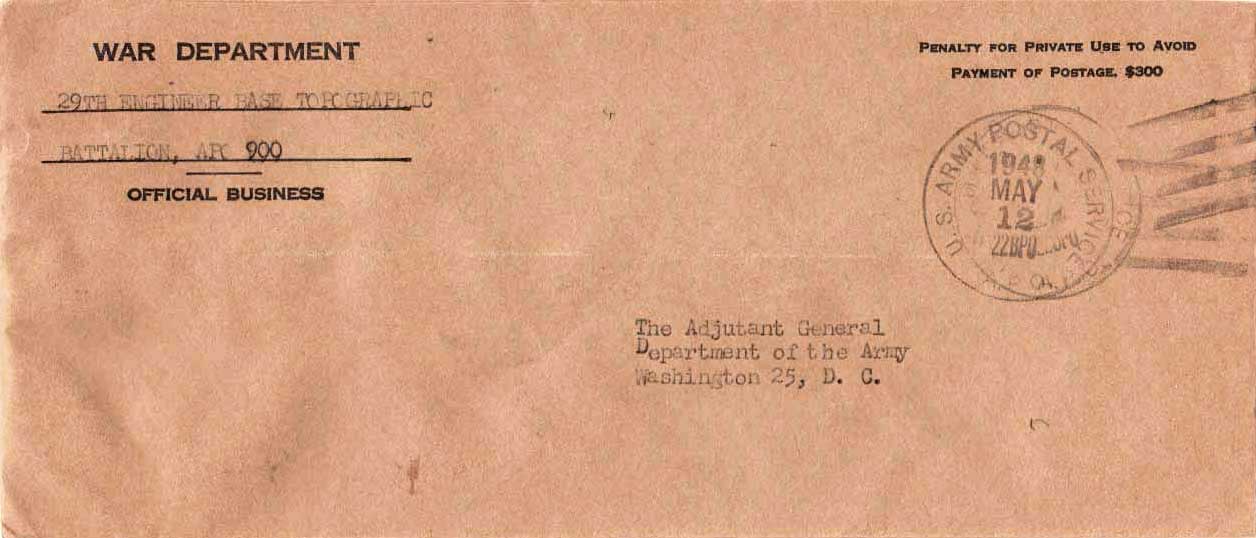 WAR DEPARTMENT
29TH ENGINEER BASE TOPOGRAPHIC
BATTALION, APO 900
OFFICIAL BUSINESS
PENALTY FOR PRIVATE USE TO AVOID
PAYMENT OF POSTAGE, $300
U.S. ARMY POSTAL SERVICE
1948
MAY
12
The Adjutant General
Department of the Army
Washington 25, D. C.